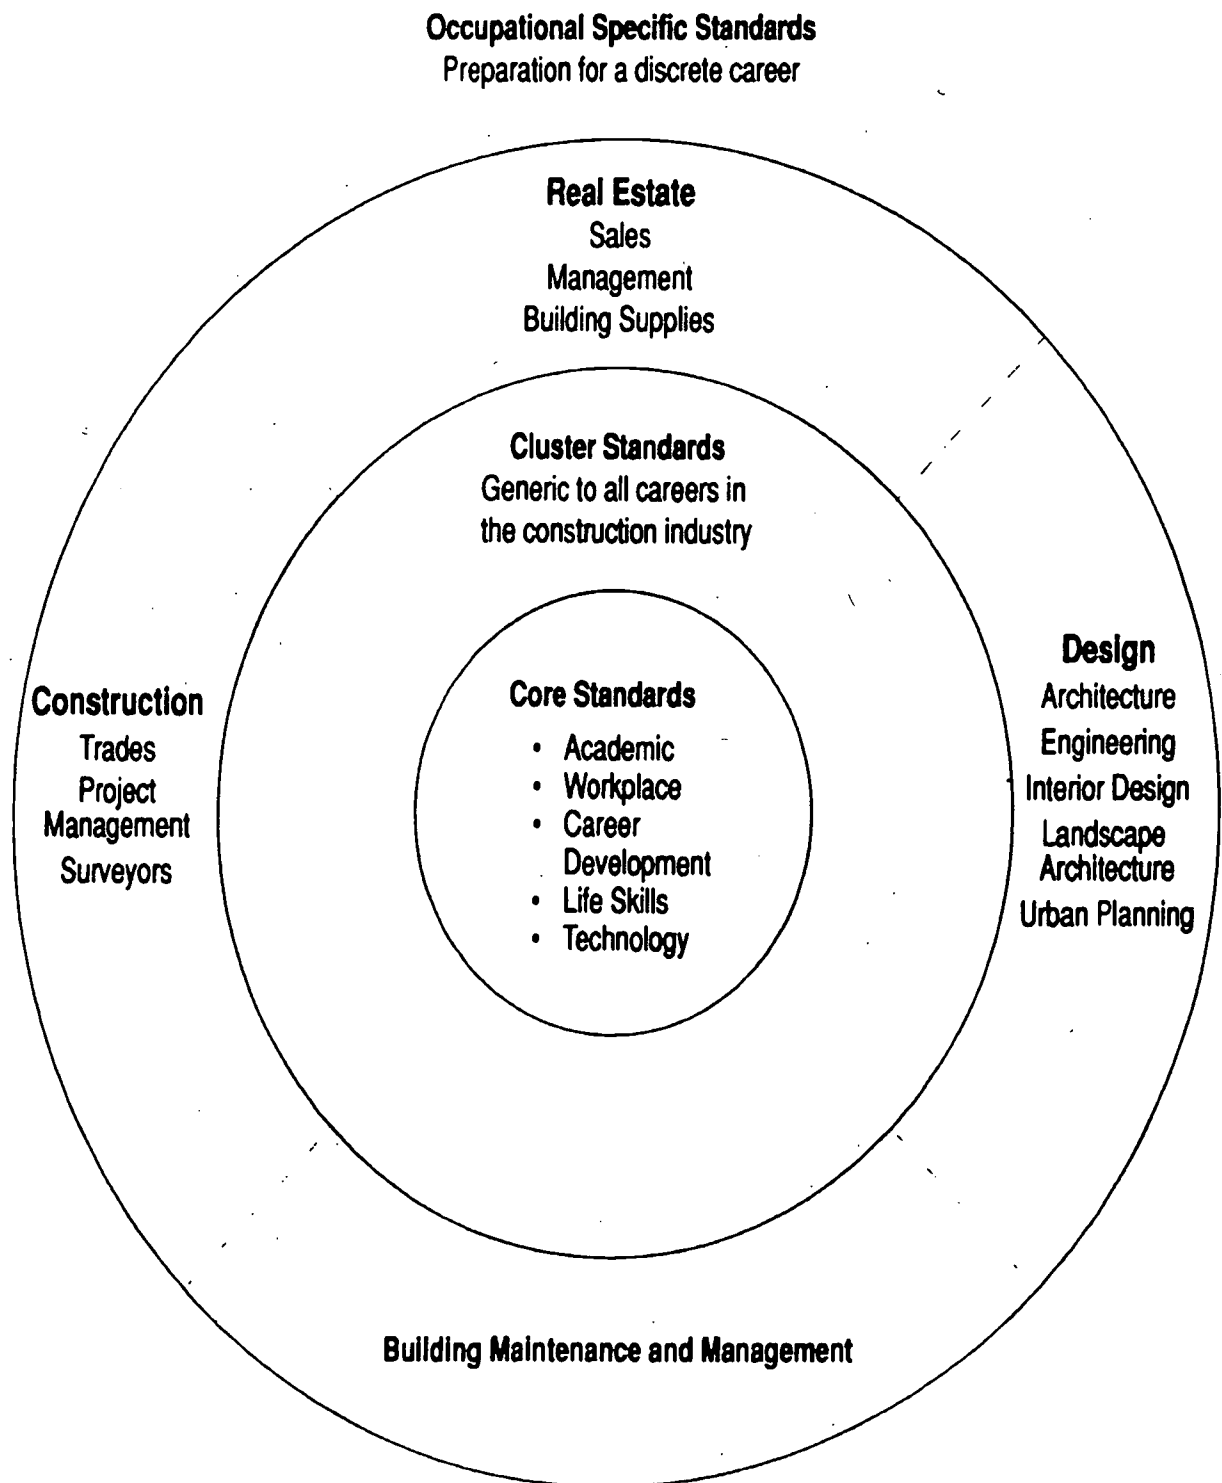 Occupational Specific Standards
Preparation for a discrete career
Real Estate
Sales
Management
Building Supplies
Cluster Standards
Generic to all careers in
the construction industry
Core Standards
• Academic
• Workplace
• Career
Development
• Life Skills
• Technology
Construction
Trades
Project
Management
Surveyors
Design
Architecture
Engineering
Interior Design
Landscape
Architecture
Urban Planning
Building Maintenance and Management